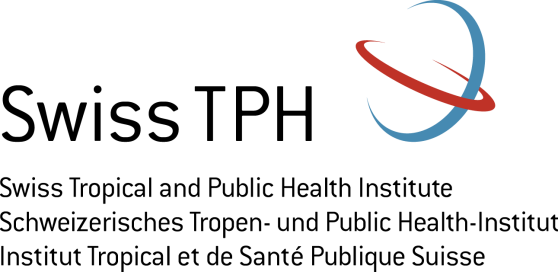 Swiss TPH
Swiss Tropical and Public Health Institute
Schweizerisches Tropen- und Public Health-Institut
Institut Tropical et de Santé Publique Suisse